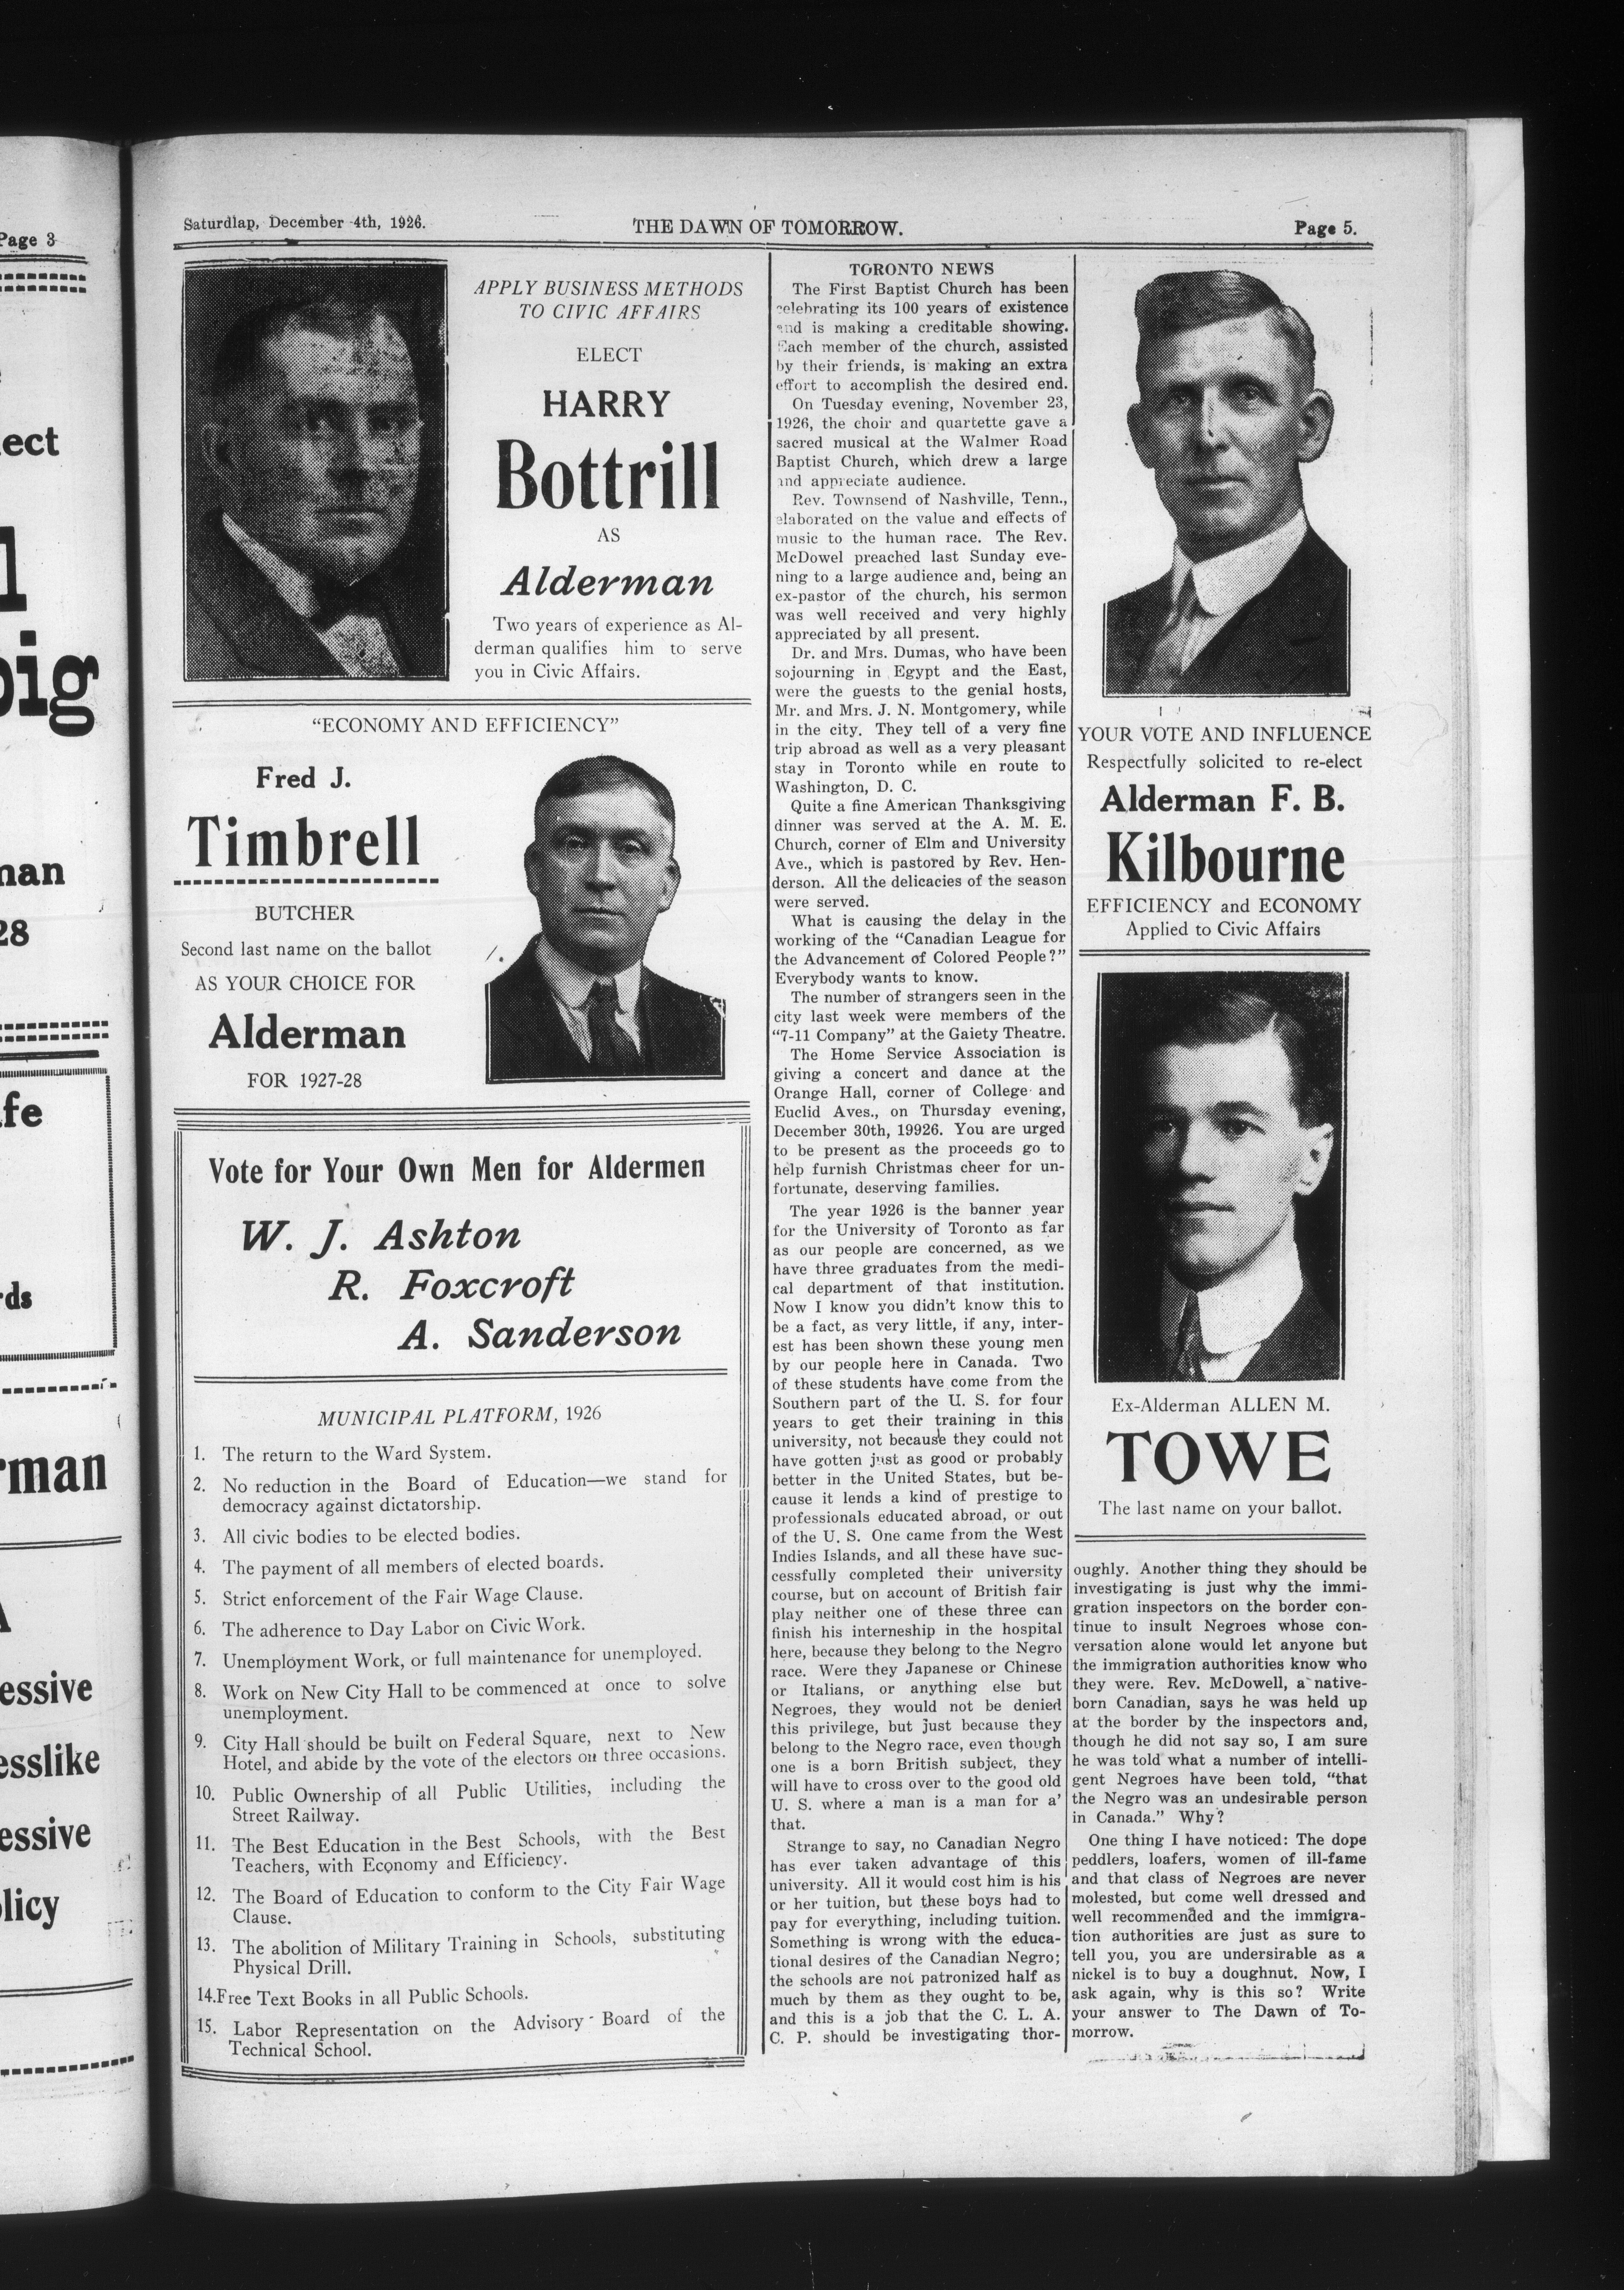 Page 3
ect
l
big
man
28
fe
rds
rman
essive
esslike
essive
licy
Saturdlap, December 4th, 1926.
THE DAWN OF TOMORROW.
Page 5.
APPLY BUSINESS METHODS
TO CIVIC AFFAIRS
ELECT
HARRY
Bottrill
AS
Alderman
Two years of experience as Al-
derman qualifies him to serve
you in Civic Affairs.
"ECONOMY AND EFFICIENCY"
Fred J.
Timbrell
BUTCHER
Second last name on the ballot
AS YOUR CHOICE FOR
Alderman
FOR 1927-28
Vote for Your Own Men for Aldermen
W. J. Ashton
R. Foxcroft
A. Sanderson
MUNICIPAL PLATFORM, 1926
1. The return to the Ward System.
2. No reduction in the Board of Education—we stand for
democracy against dictatorship.
3. All civic bodies to be elected bodies.
4. The payment of all members of elected boards.
5. Strict enforcement of the Fair Wage Clause.
6. The adherence to Day Labor on Civic Work.
7. Unemployment Work, or full maintenance for unemployed.
8. Work on New City Hall to be commenced at once to solve
unemployment.
9. City Hall should be built on Federal Square, next to New
Hotel, and abide by the vote of the electors on three occasions.
10. Public Ownership of all Public Utilities, including the
Street Railway.
11. The Best Education in the Best Schools, with the Best
Teachers, with Economy and Efficiency.
12. The Board of Education to conform to the City Fair Wage
Clause.
13. The abolition of Military Training in Schools, substituting
Physical Drill.
14.Free Text Books in all Public Schools.
15. Labor Representation on the Advisory Board of the
Technical School.
TORONTO NEWS
The First Baptist Church has been
celebrating its 100 years of existence
and is making a creditable showing.
Each member of the church, assisted
by their friends, is making an extra
effort to accomplish the desired end.
On Tuesday evening, November 23,
1926, the choir and quartette gave a
sacred musical at the Walmer Road
Baptist Church, which drew a large
and appreciate audience.
Rev. Townsend of Nashville, Tenn.,
elaborated on the value and effects of
music to the human race. The Rev.
McDowel preached last Sunday eve-
ning to a large audience and, being an
ex-pastor of the church, his sermon
was well received and very highly
appreciated by all present.
Dr. and Mrs. Dumas, who have been
sojourning in Egypt and the East,
were the guests to the genial hosts,
Mr. and Mrs. J. N. Montgomery, while
in the city. They tell of a very fine
trip abroad as well as a very pleasant
stay in Toronto while en route to
Washington, D. C.
Quite a fine American Thanksgiving
dinner was served at the A. M. E.
Church, corner of Elm and University
Ave., which is pastored by Rev. Hen-
derson. All the delicacies of the season
were served.
What is causing the delay in the
working of the "Canadian League for
the Advancement of Colored People?"
Everybody wants to know.
The number of strangers seen in the
city last week were members of the
"7-11 Company" at the Gaiety Theatre.
The Home Service Association is
giving a concert and dance at the
Orange Hall, corner of College and
Euclid Aves., on Thursday evening,
December 30th, 19926. You are urged
to be present as the proceeds go to
help furnish Christmas cheer for un-
fortunate, deserving families.
The year 1926 is the banner year
for the University of Toronto as far
as our people are concerned, as we
have three graduates from the medi-
cal department of that institution.
Now I know you didn't know this to
be a fact, as very little, if any, inter-
est has been shown these young men
by our people here in Canada. Two
of these students have come from the
Southern part of the U. S. for four
years to get their training in this
university, not because they could not
have gotten just as good or probably
better in the United States, but be-
cause it lends a kind of prestige to
professionals educated abroad, or out
of the U. S. One came from the West
Indies Islands, and all these have suc-
cessfully completed their university
course, but on account of British fair
play neither one of these three can
finish his interneship in the hospital
here, because they belong to the Negro
race. Were they Japanese or Chinese
or Italians, or anything else but
Negroes, they would not be denied
this privilege, but just because they
belong to the Negro race, even though
one is a born British subject, they
will have to cross over to the good old
U. S. where a man is a man for a'
that.
Strange to say, no Canadian Negro
has ever taken advantage of this
university. All it would cost him is his
or her tuition, but these boys had to
pay for everything, including tuition.
Something is wrong with the educa-
tional desires of the Canadian Negro;
the schools are not patronized half as
much by them as they ought to be,
and this is a job that the C. L. A.
C. P. should be investigating thor-
YOUR VOTE AND INFLUENCE
Respectfully solicited to re-elect
Alderman F. B.
Kilbourne
EFFICIENCY and ECONOMY
Applied to Civic Affairs
Ex-Alderman ALLEN M.
TOWE
The last name on your ballot.
oughly. Another thing they should be
investigating is just why the immi-
gration inspectors on the border con-
tinue to insult Negroes whose con-
versation alone would let anyone but
the immigration authorities know who
they were. Rev. McDowell, a native-
born Canadian, says he was held up
at the border by the inspectors and,
though he did not say so, I am sure
he was told what a number of intelli-
gent Negroes have been told, "that
the Negro was an undesirable person
in Canada." Why?
One thing I have noticed: The dope
peddlers, loafers, women of ill-fame
and that class of Negroes are never
molested, but come well dressed and
well recommended and the immigra-
tion authorities are just as sure to
tell you, you are undersirable as a
nickel is to buy a doughnut. Now, I
ask again, why is this so? Write
your answer to The Dawn of To-
morrow.